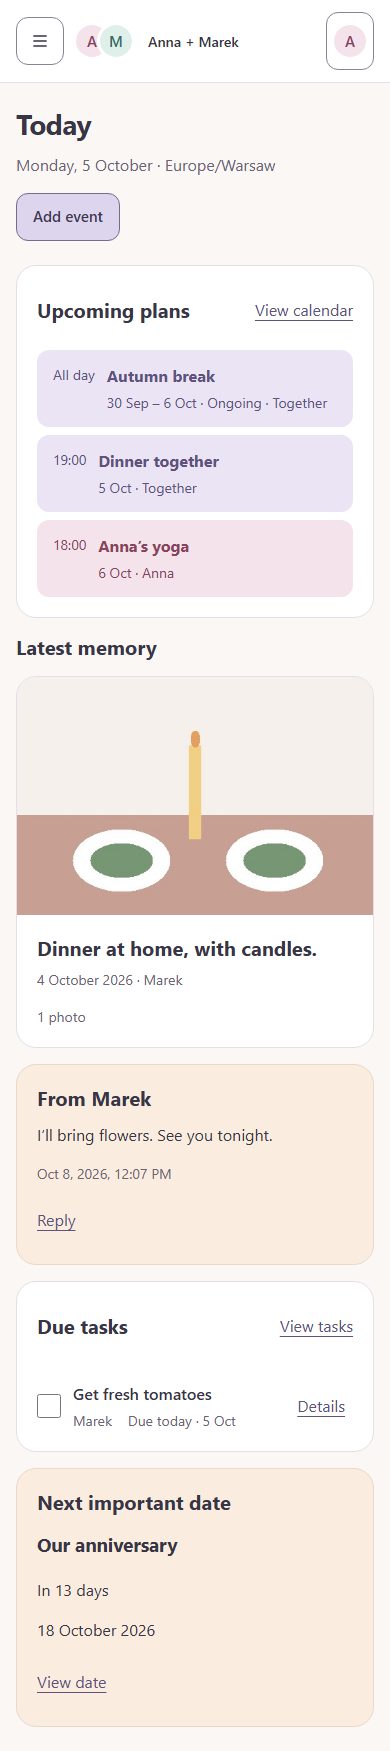 ☰ A M Anna + Marek A
Today
Monday, 5 October · Europe/Warsaw
Add event
Upcoming plans View calendar
All day Autumn break
30 Sep – 6 Oct · Ongoing · Together
19:00 Dinner together
5 Oct · Together
18:00 Anna’s yoga
6 Oct · Anna
Latest memory
Dinner at home, with candles.
4 October 2026 · Marek
1 photo
From Marek
I’ll bring flowers. See you tonight.
Oct 8, 2026, 12:07 PM
Reply
Due tasks View tasks
Get fresh tomatoes
Marek Due today · 5 Oct Details
Next important date
Our anniversary
In 13 days
18 October 2026
View date